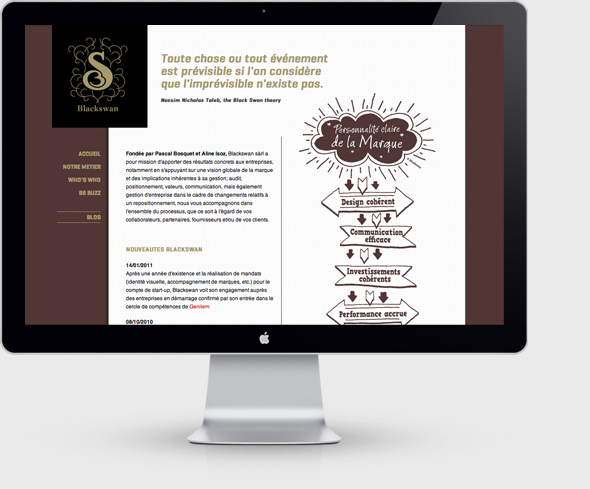 S
Blackswan
ACCUEIL
NOTRE METIER
WHO'S WHO
BB BUZZ
BLOG
Toute chose ou tout événement
est prévisible si l'on considère
que l'imprévisible n'existe pas.
Nassim Nicholas Taleb, the Black Swan theory
Fondée par Pascal Bosquet et Aline Isoz, Blackswan sàrl a
pour mission d'apporter des résultats concrets aux entreprises,
notamment en s'appuyant sur une vision globale de la marque
et des implications inhérentes à sa gestion; audit,
positionnement, valeurs, communication, mais également
gestion d'entreprise dans le cadre de changements relatifs à
un repositionnement, nous vous accompagnons dans
l'ensemble du processus, que ce soit à l'égard de vos
collaborateurs, partenaires, fournisseurs et/ou de vos clients.
NOUVEAUTES BLACKSWAN
14/01/2011
Après une année d'existence et la réalisation de mandats
(identité visuelle, accompagnement de marques, etc.) pour le
compte de start-up, Blackswan voit son engagement auprès
des entreprises en démarrage confirmé par son entrée dans le
cercle de compétences de Genilem
08/10/2010
Personnalité claire
de la Marque
Design cohérent
Communication
efficace
Investissements
cohérents
Performance accrue